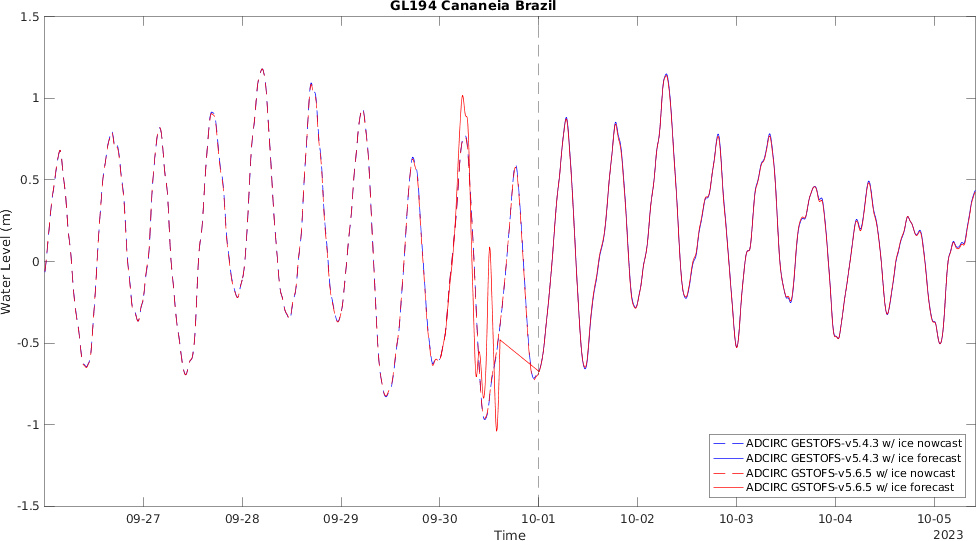 GL194 Cananeia Brazil
1.5
1
0.5
0
-0.5
-1
-1.5
Water Level (m)
09-27
09-28
09-29
09-30
10-01
10-02
10-03
10-04
10-05
Time
2023
ADCIRC GESTOFS-v5.4.3 w/ ice nowcast
ADCIRC GESTOFS-v5.4.3 w/ ice forecast
ADCIRC GSTOFS-v5.6.5 w/ ice nowcast
ADCIRC GSTOFS-v5.6.5 w/ ice forecast